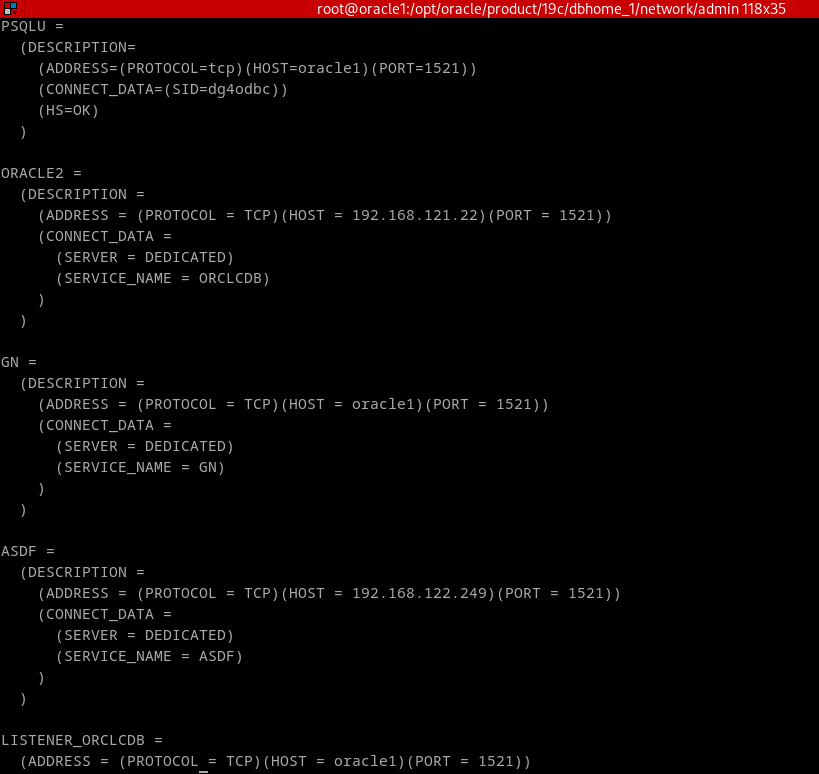 root@oracle1:/opt/oracle/product/19c/dbhome_1/network/admin 118x35
PSQLU =
  (DESCRIPTION=
    (ADDRESS=(PROTOCOL=tcp)(HOST=oracle1)(PORT=1521))
    (CONNECT_DATA=(SID=dg4odbc))
    (HS=OK)
  )

ORACLE2 =
  (DESCRIPTION =
    (ADDRESS = (PROTOCOL = TCP)(HOST = 192.168.121.22)(PORT = 1521))
    (CONNECT_DATA =
      (SERVER = DEDICATED)
      (SERVICE_NAME = ORCLCDB)
    )
  )

GN =
  (DESCRIPTION =
    (ADDRESS = (PROTOCOL = TCP)(HOST = oracle1)(PORT = 1521))
    (CONNECT_DATA =
      (SERVER = DEDICATED)
      (SERVICE_NAME = GN)
    )
  )

ASDF =
  (DESCRIPTION =
    (ADDRESS = (PROTOCOL = TCP)(HOST = 192.168.122.249)(PORT = 1521))
    (CONNECT_DATA =
      (SERVER = DEDICATED)
      (SERVICE_NAME = ASDF)
    )
  )

LISTENER_ORCLCDB =
  (ADDRESS = (PROTOCOL = TCP)(HOST = oracle1)(PORT = 1521))